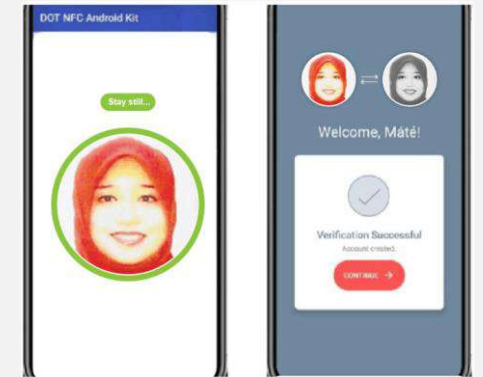 DOT NFC Android Kit
Stay still...
Welcome, Máté!
Verification Successful
Account created.
CONTINUE →